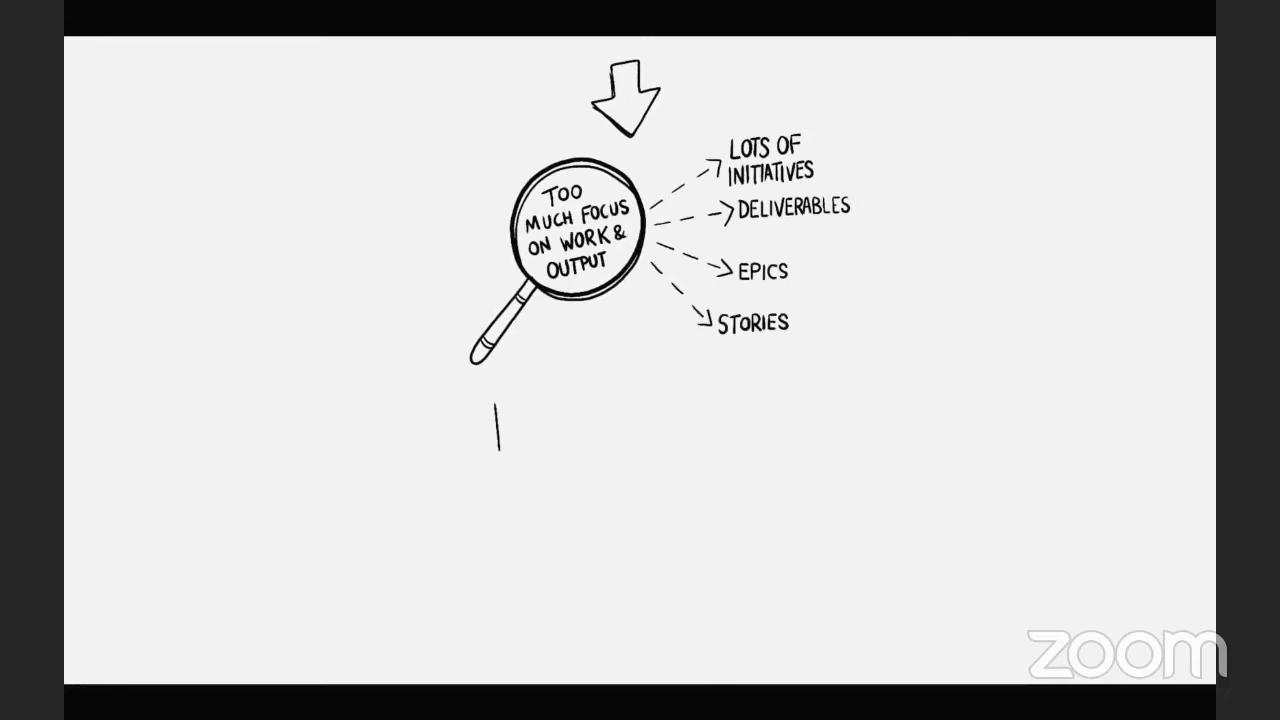 TOO
MUCH FOCUS
ON WORK &
OUTPUT
LOTS OF
INITIATIVES
DELIVERABLES
EPICS
STORIES
zoom